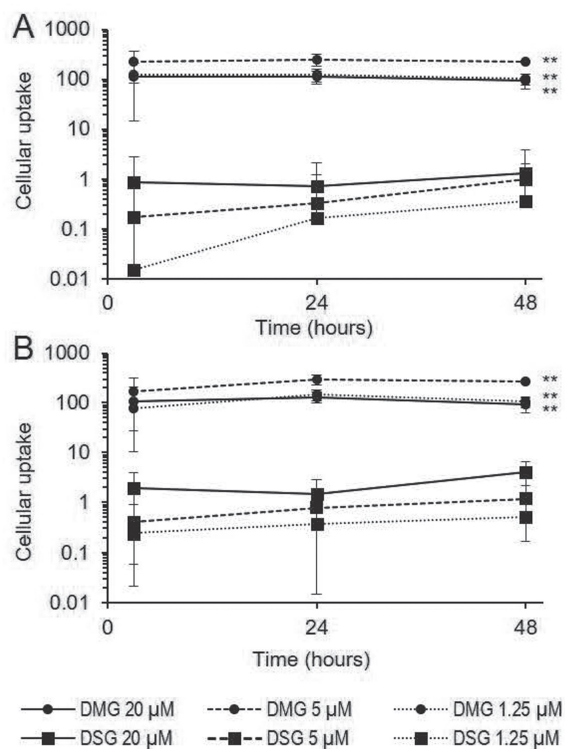 A
1000
100
10
1
0.1
0.01
Cellular uptake
**
**
**
0 24 48
Time (hours)
B
1000
100
10
1
0.1
0.01
Cellular uptake
**
**
**
0 24 48
Time (hours)
DMG 20 μM DMG 5 μM DMG 1.25 μM
DSG 20 μM DSG 5 μM DSG 1.25 μM